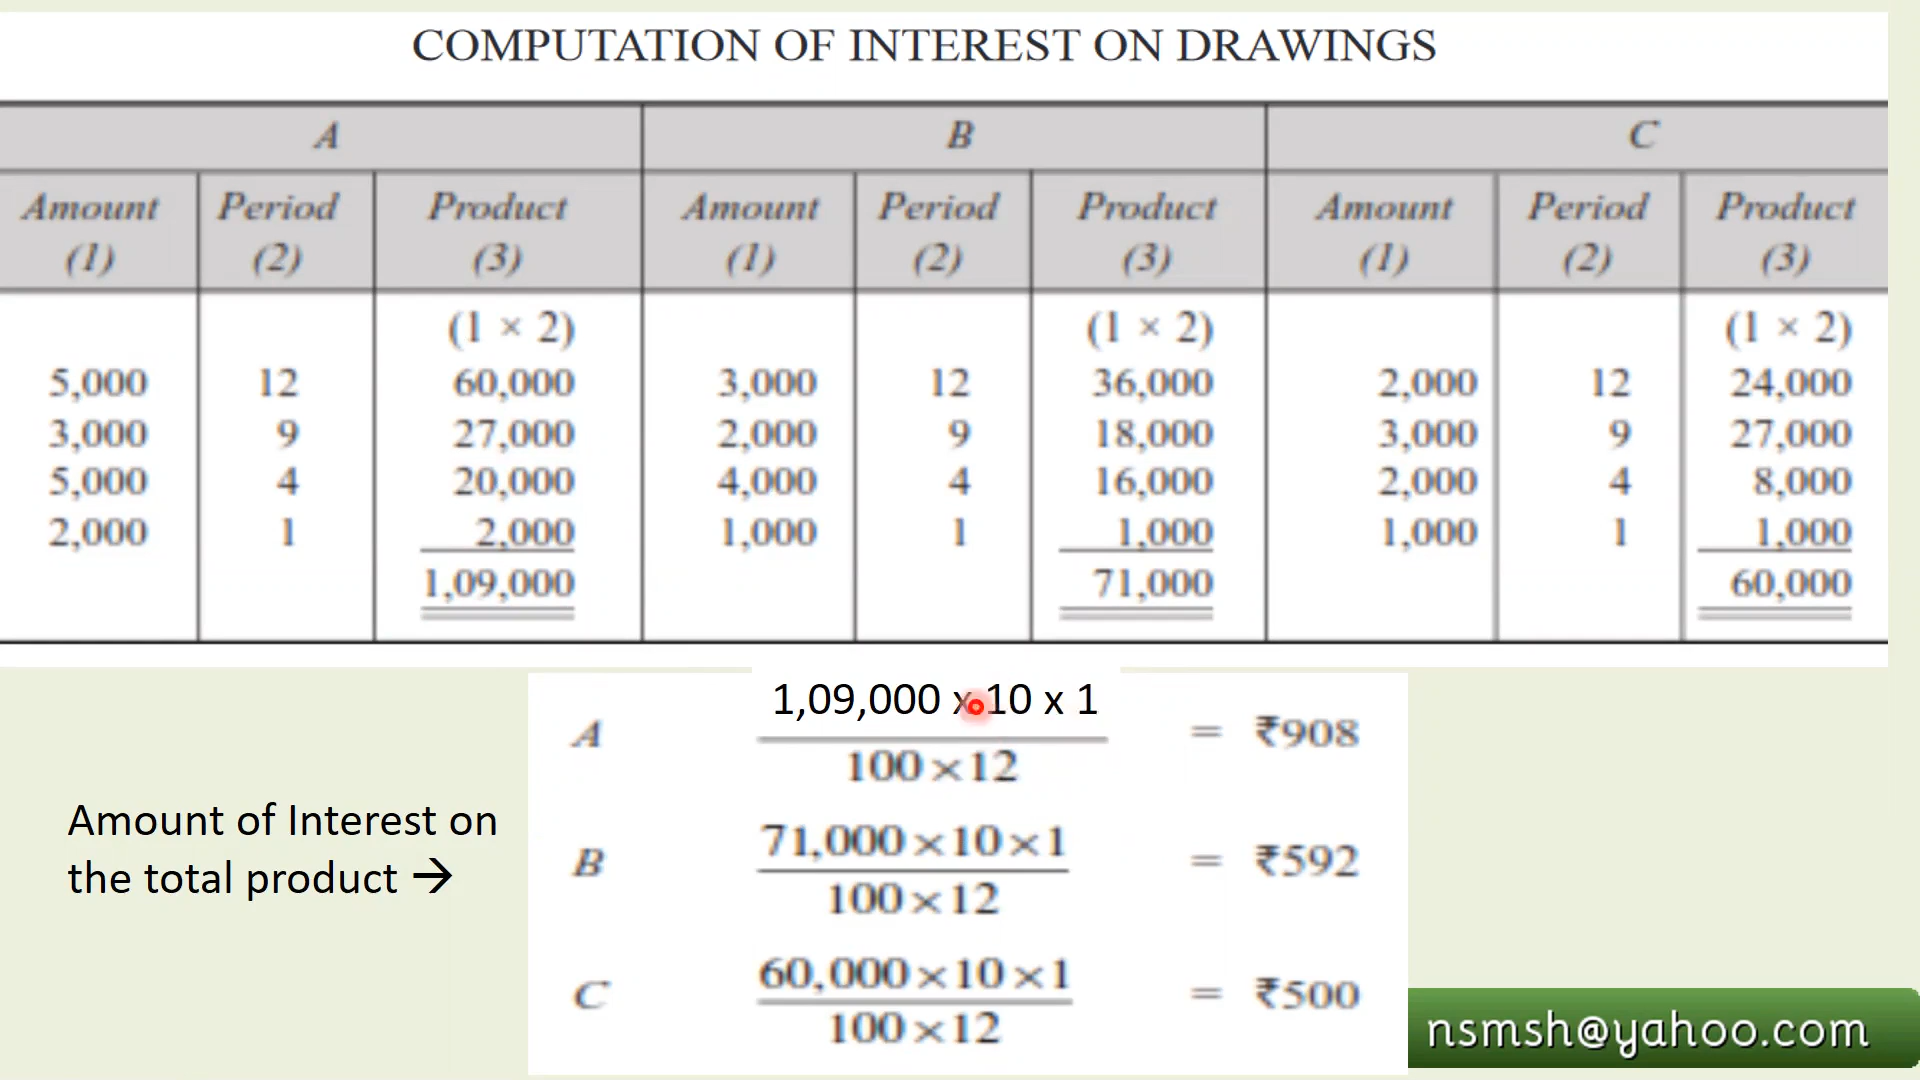 COMPUTATION OF INTEREST ON DRAWINGS
A B C
Amount Period Product Amount Period Product Amount Period Product
(1) (2) (3) (1) (2) (3) (1) (2) (3)
(1 × 2) (1 × 2) (1 × 2)
5,000 12 60,000 3,000 12 36,000 2,000 12 24,000
3,000 9 27,000 2,000 9 18,000 3,000 9 27,000
5,000 4 20,000 4,000 4 16,000 2,000 4 8,000
2,000 1 2,000 1,000 1 1,000 1,000 1 1,000
1,09,000 71,000 60,000
Amount of Interest on
the total product →
1,09,000 x 10 x 1
A = ₹908
100 × 12
71,000 × 10 × 1
B = ₹592
100 × 12
60,000 × 10 × 1
C = ₹500
100 × 12
nsmsh@yahoo.com